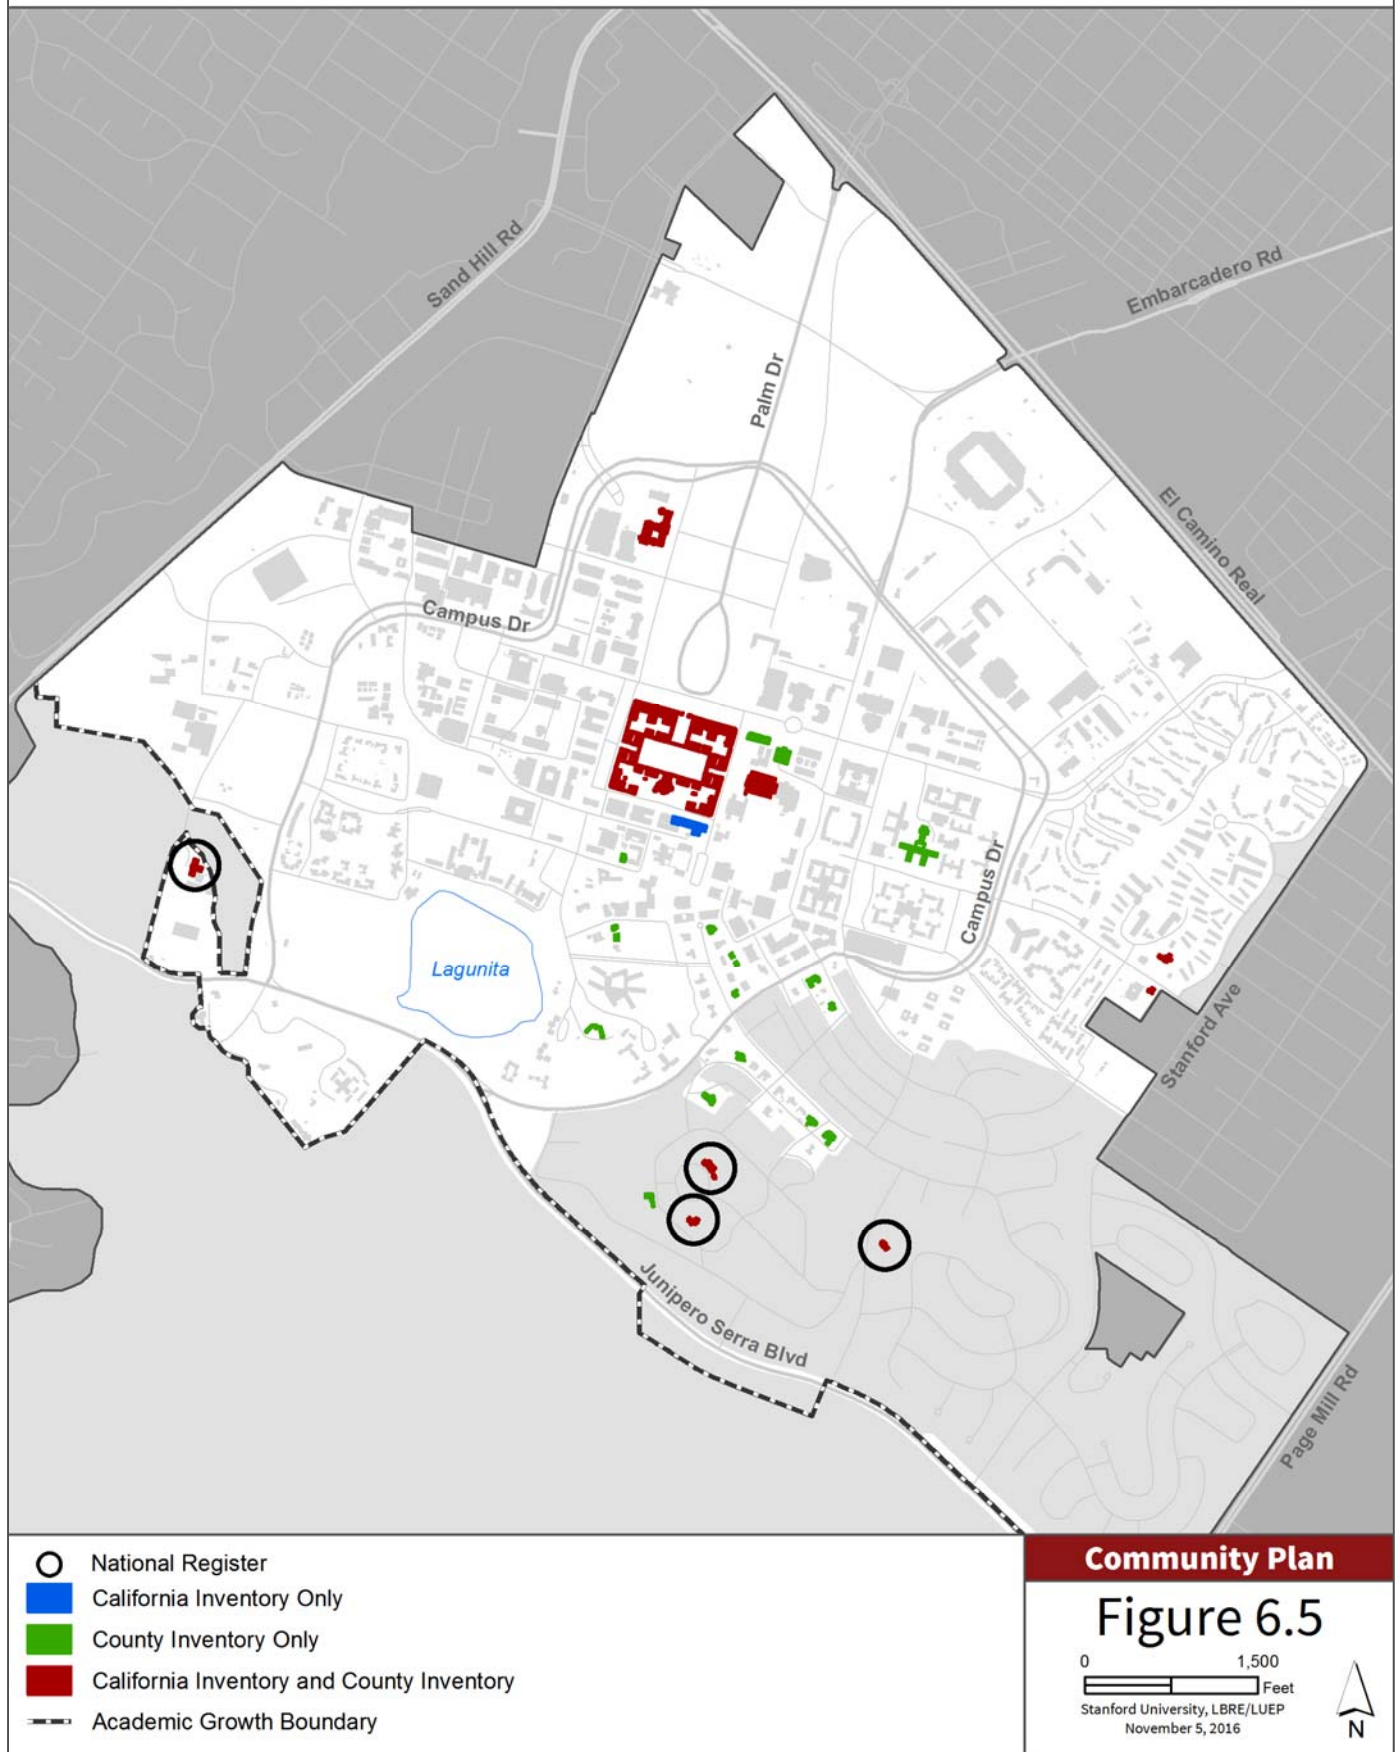 Sand Hill Rd
Embarcadero Rd
Palm Dr
El Camino Real
Campus Dr
Campus Dr
Lagunita
Stanford Ave
Junipero Serra Blvd
Page Mill Rd
National Register
California Inventory Only
County Inventory Only
California Inventory and County Inventory
Academic Growth Boundary
Community Plan
Figure 6.5
0 1,500
Feet
Stanford University, LBRE/LUEP
November 5, 2016
N